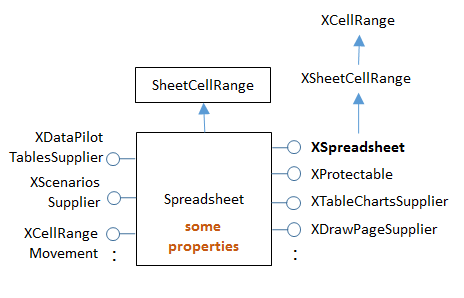 XCellRange
XSheetCellRange
SheetCellRange
XDataPilot
TablesSupplier
XScenarios
Supplier
XCellRange
Movement :
Spreadsheet
some
properties
XSpreadsheet
XProtectable
XTableChartsSupplier
XDrawPageSupplier
: